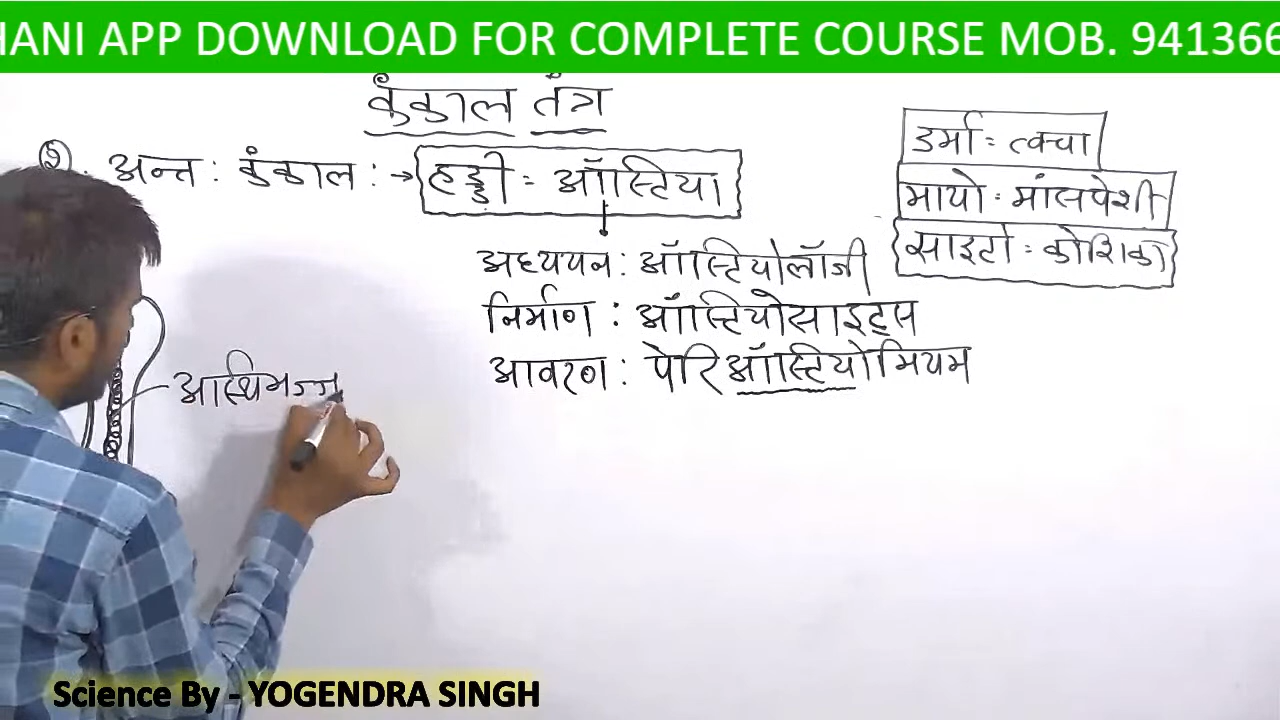 HANI APP DOWNLOAD FOR COMPLETE COURSE MOB. 941366
कंकाल तंत्र
२. अन्तः कंकाल : → हड्डी = ऑस्टिया
अध्ययन : ऑस्टियोलॉजी
निर्माण : ऑस्टियोसाइट्स
आवरण : पेरिऑस्टियोमियम
डर्मा = त्वचा
मायो = मांसपेशी
साइटो = कोशिका
अस्थिमज्ज
Science By - YOGENDRA SINGH